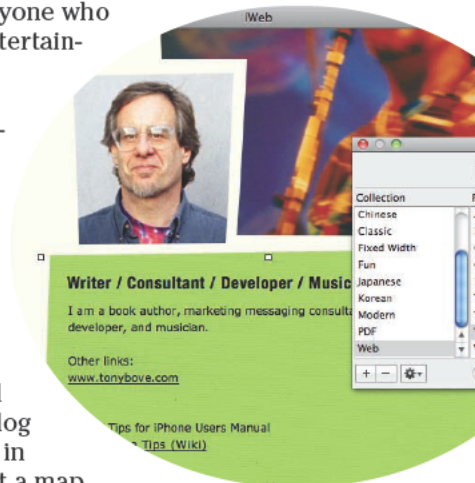 yone who
tertain-
-
log
in
t a map
iWeb
Writer / Consultant / Developer / Music
I am a book author, marketing messaging consulta
developer, and musician.
Other links:
www.tonybove.com
Tips for iPhone Users Manual
Tips (Wiki)
Collection
Chinese
Classic
Fixed Width
Fun
Japanese
Korean
Modern
PDF
Web